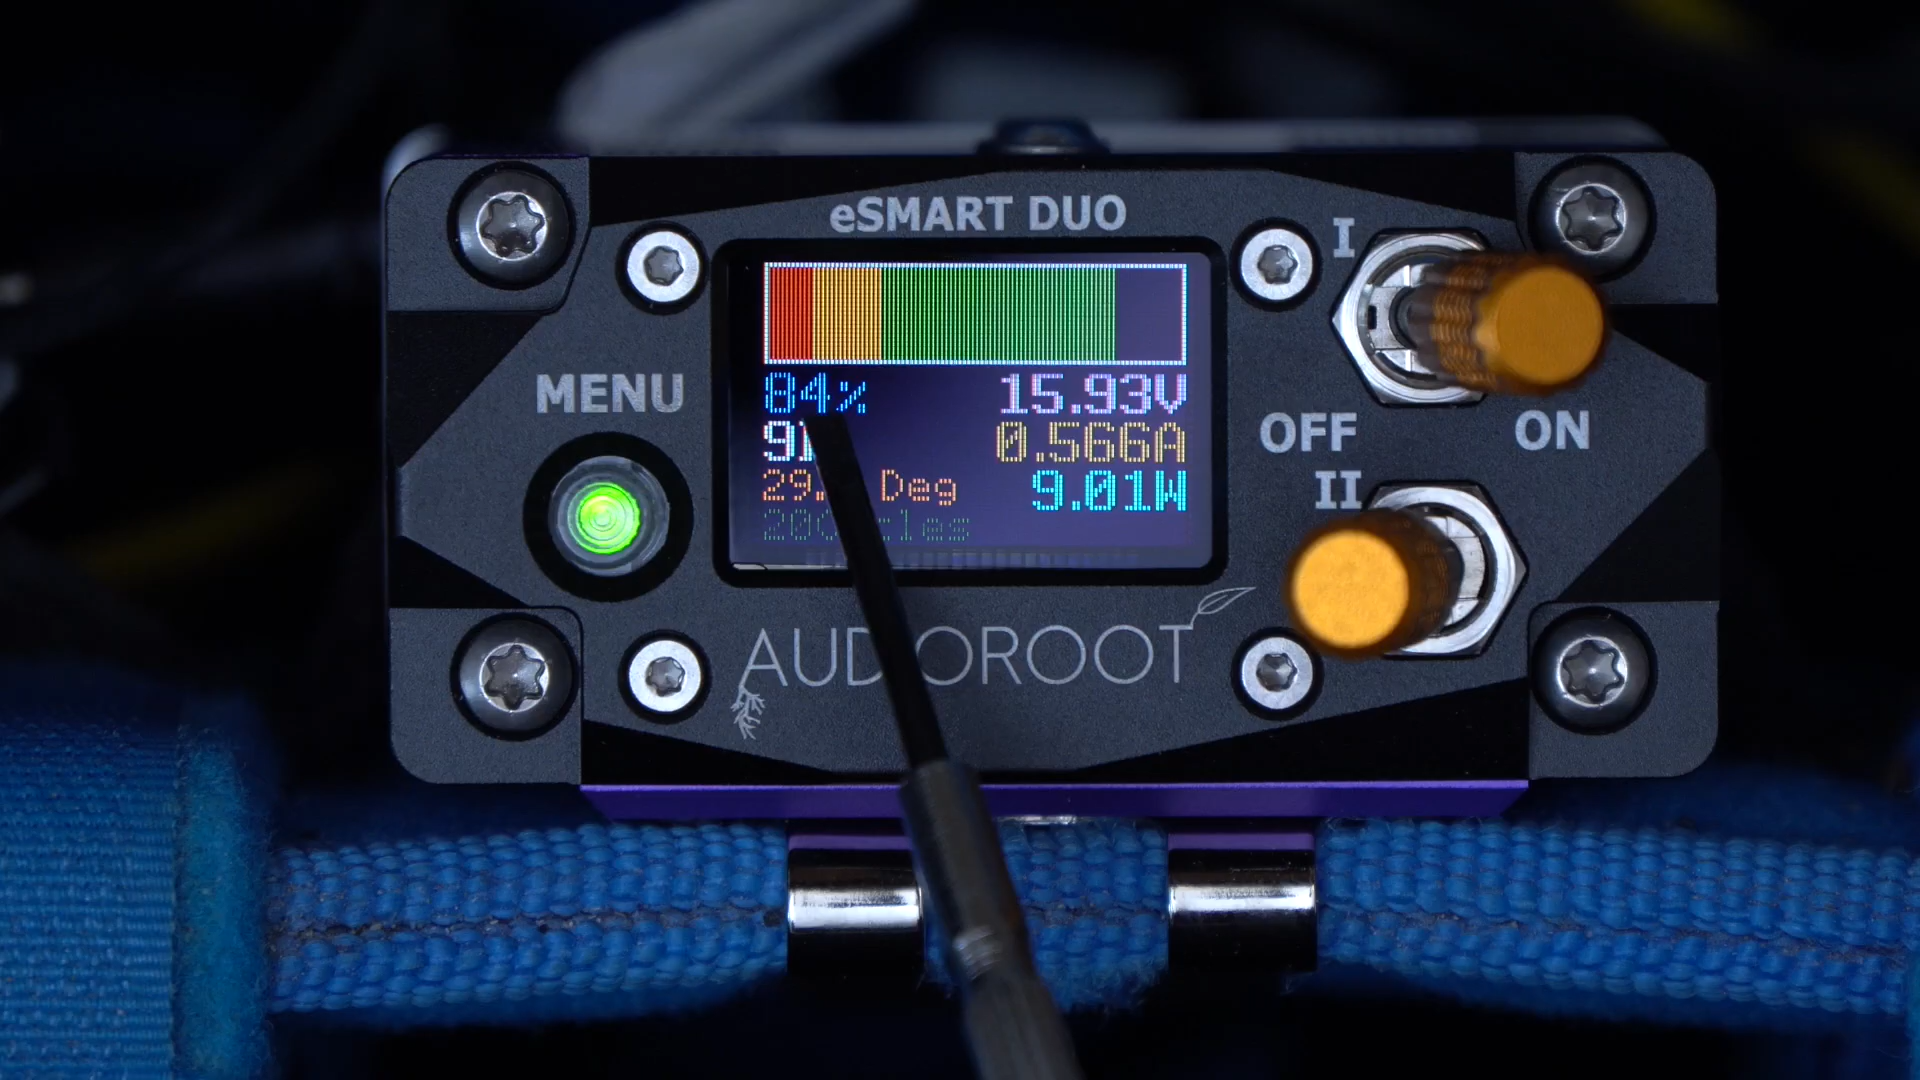 eSMART DUO
I
MENU
OFF
ON
II
84%
15.93V
0.566A
Deg
9.01W
AUDIOROOT